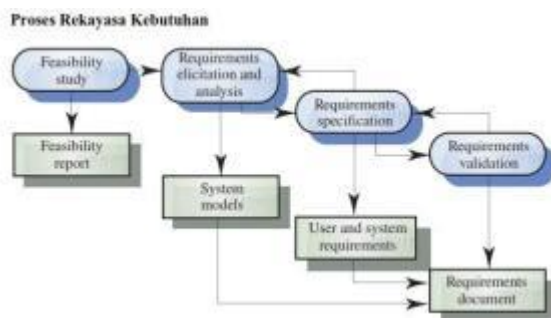 Proses Rekayasa Kebutuhan
Feasibility
study
Requirements
elicitation and
analysis
Requirements
specification
Requirements
validation
Feasibility
report
System
models
User and system
requirements
Requirements
document